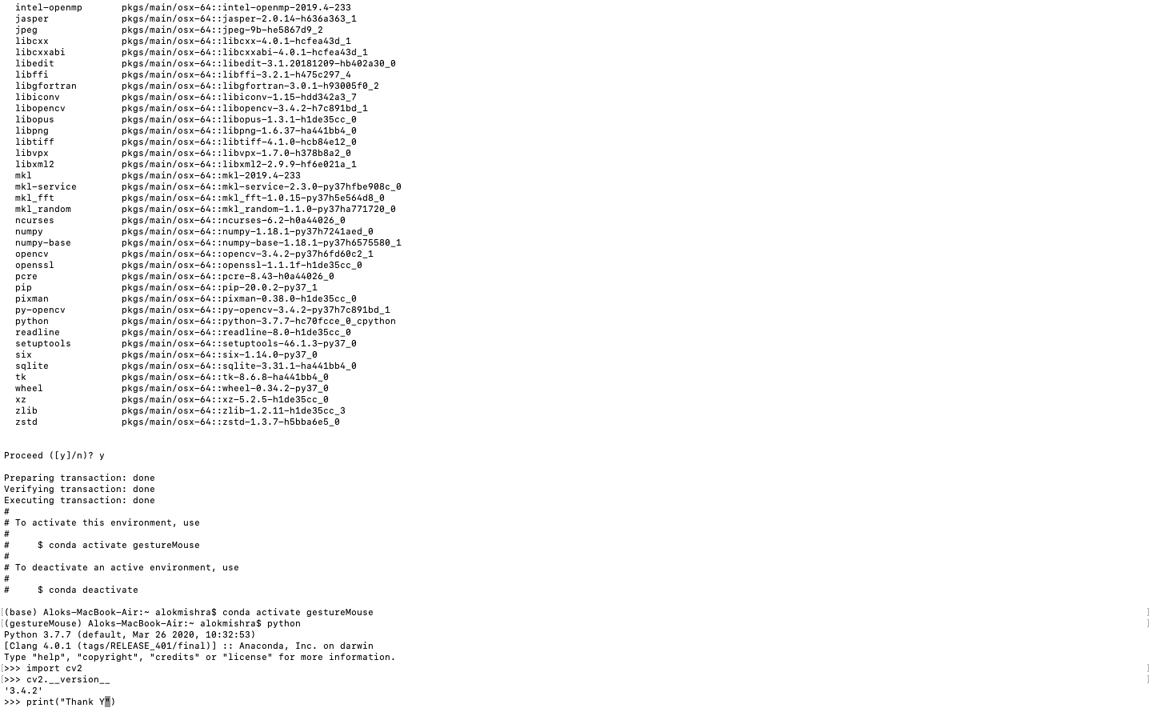 intel-openmp pkgs/main/osx-64::intel-openmp-2019.4-233
jasper pkgs/main/osx-64::jasper-2.0.14-h636a363_1
jpeg pkgs/main/osx-64::jpeg-9b-he5867d9_2
libcxx pkgs/main/osx-64::libcxx-4.0.1-hcfea43d_1
libcxxabi pkgs/main/osx-64::libcxxabi-4.0.1-hcfea43d_1
libedit pkgs/main/osx-64::libedit-3.1.20181209-hb402a30_0
libffi pkgs/main/osx-64::libffi-3.2.1-h475c297_4
libgfortran pkgs/main/osx-64::libgfortran-3.0.1-h93005f0_2
libiconv pkgs/main/osx-64::libiconv-1.15-hdd342a3_7
libopencv pkgs/main/osx-64::libopencv-3.4.2-h7c891bd_1
libopus pkgs/main/osx-64::libopus-1.3.1-h1de35cc_0
libpng pkgs/main/osx-64::libpng-1.6.37-ha441bb4_0
libtiff pkgs/main/osx-64::libtiff-4.1.0-hcb84e12_0
libvpx pkgs/main/osx-64::libvpx-1.7.0-h378b8a2_0
libxml2 pkgs/main/osx-64::libxml2-2.9.9-hf6e021a_1
mkl pkgs/main/osx-64::mkl-2019.4-233
mkl-service pkgs/main/osx-64::mkl-service-2.3.0-py37hfbe908c_0
mkl_fft pkgs/main/osx-64::mkl_fft-1.0.15-py37h5e564d8_0
mkl_random pkgs/main/osx-64::mkl_random-1.1.0-py37ha771720_0
ncurses pkgs/main/osx-64::ncurses-6.2-h0a44026_0
numpy pkgs/main/osx-64::numpy-1.18.1-py37h7241aed_0
numpy-base pkgs/main/osx-64::numpy-base-1.18.1-py37h6575580_1
opencv pkgs/main/osx-64::opencv-3.4.2-py37h6fd60c2_1
openssl pkgs/main/osx-64::openssl-1.1.1f-h1de35cc_0
pcre pkgs/main/osx-64::pcre-8.43-h0a44026_0
pip pkgs/main/osx-64::pip-20.0.2-py37_1
pixman pkgs/main/osx-64::pixman-0.38.0-h1de35cc_0
py-opencv pkgs/main/osx-64::py-opencv-3.4.2-py37h7c891bd_1
python pkgs/main/osx-64::python-3.7.7-hc70fcce_0_cpython
readline pkgs/main/osx-64::readline-8.0-h1de35cc_0
setuptools pkgs/main/osx-64::setuptools-46.1.3-py37_0
six pkgs/main/osx-64::six-1.14.0-py37_0
sqlite pkgs/main/osx-64::sqlite-3.31.1-ha441bb4_0
tk pkgs/main/osx-64::tk-8.6.8-ha441bb4_0
wheel pkgs/main/osx-64::wheel-0.34.2-py37_0
xz pkgs/main/osx-64::xz-5.2.5-h1de35cc_0
zlib pkgs/main/osx-64::zlib-1.2.11-h1de35cc_3
zstd pkgs/main/osx-64::zstd-1.3.7-h5bba6e5_0
Proceed ([y]/n)? y
Preparing transaction: done
Verifying transaction: done
Executing transaction: done
#
# To activate this environment, use
#
# $ conda activate gestureMouse
#
# To deactivate an active environment, use
#
# $ conda deactivate
[(base) Aloks-MacBook-Air:~ alokmishra$ conda activate gestureMouse ]
[(gestureMouse) Aloks-MacBook-Air:~ alokmishra$ python ]
Python 3.7.7 (default, Mar 26 2020, 10:32:53)
[Clang 4.0.1 (tags/RELEASE_401/final)] :: Anaconda, Inc. on darwin
Type "help", "copyright", "credits" or "license" for more information.
[>>> import cv2 ]
[>>> cv2.__version__ ]
'3.4.2'
>>> print("Thank Y")